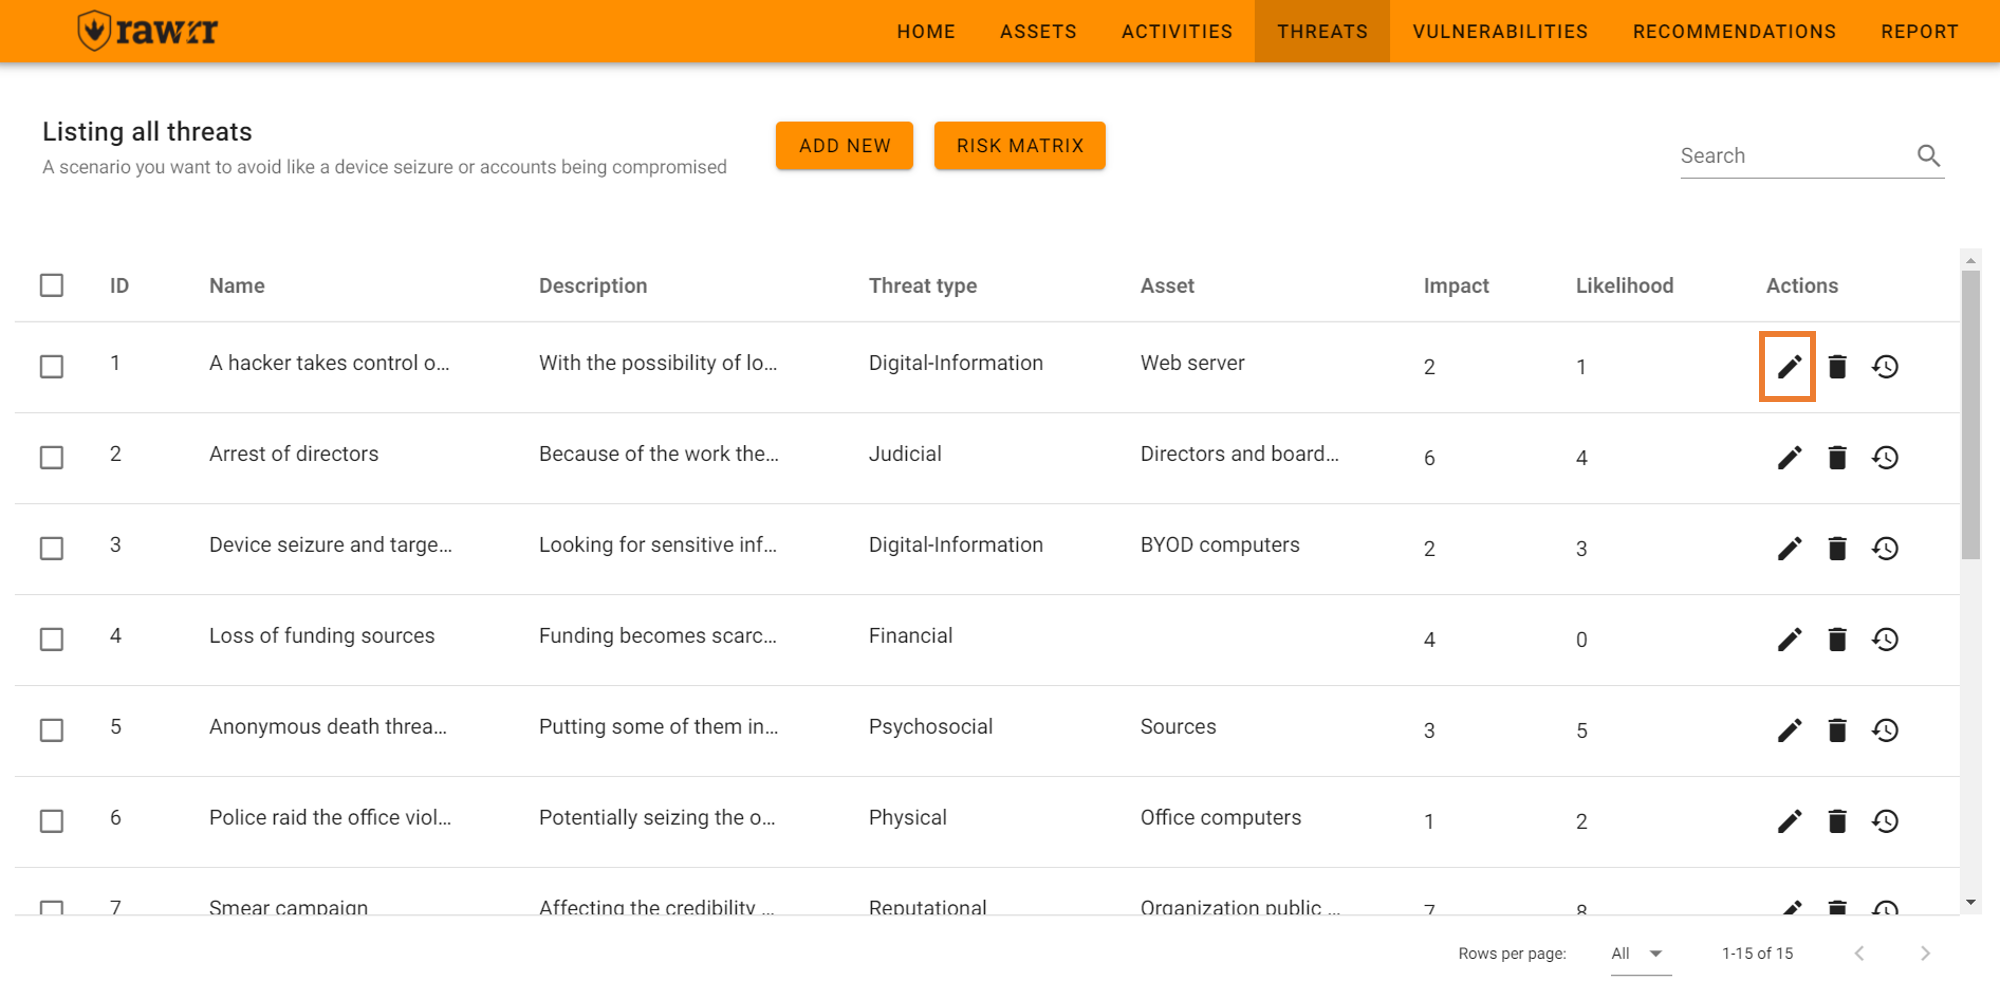 rawrr
HOME ASSETS ACTIVITIES THREATS VULNERABILITIES RECOMMENDATIONS REPORT
Listing all threats
A scenario you want to avoid like a device seizure or accounts being compromised
ADD NEW RISK MATRIX
Search
ID Name Description Threat type Asset Impact Likelihood Actions
1 A hacker takes control o... With the possibility of lo... Digital-Information Web server 2 1
2 Arrest of directors Because of the work the... Judicial Directors and board... 6 4
3 Device seizure and targe... Looking for sensitive inf... Digital-Information BYOD computers 2 3
4 Loss of funding sources Funding becomes scarc... Financial 4 0
5 Anonymous death threa... Putting some of them in... Psychosocial Sources 3 5
6 Police raid the office viol... Potentially seizing the o... Physical Office computers 1 2
7 Smear campaign Affecting the credibility ... Reputational Organization public ... 7 8
Rows per page: All 1-15 of 15